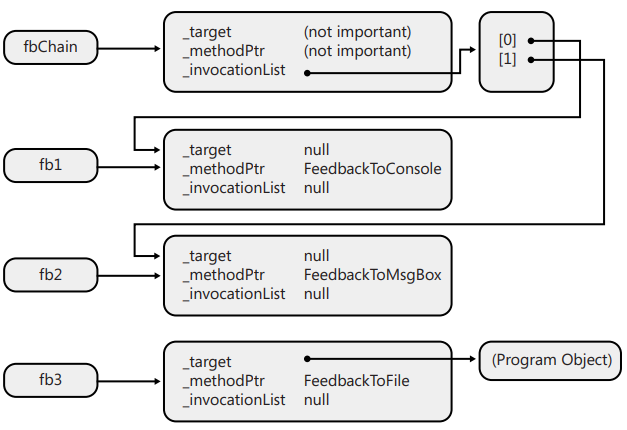 fbChain
_target (not important)
_methodPtr (not important)
_invocationList
[0]
[1]
fb1
_target null
_methodPtr FeedbackToConsole
_invocationList null
fb2
_target null
_methodPtr FeedbackToMsgBox
_invocationList null
fb3
_target
_methodPtr FeedbackToFile
_invocationList null
(Program Object)